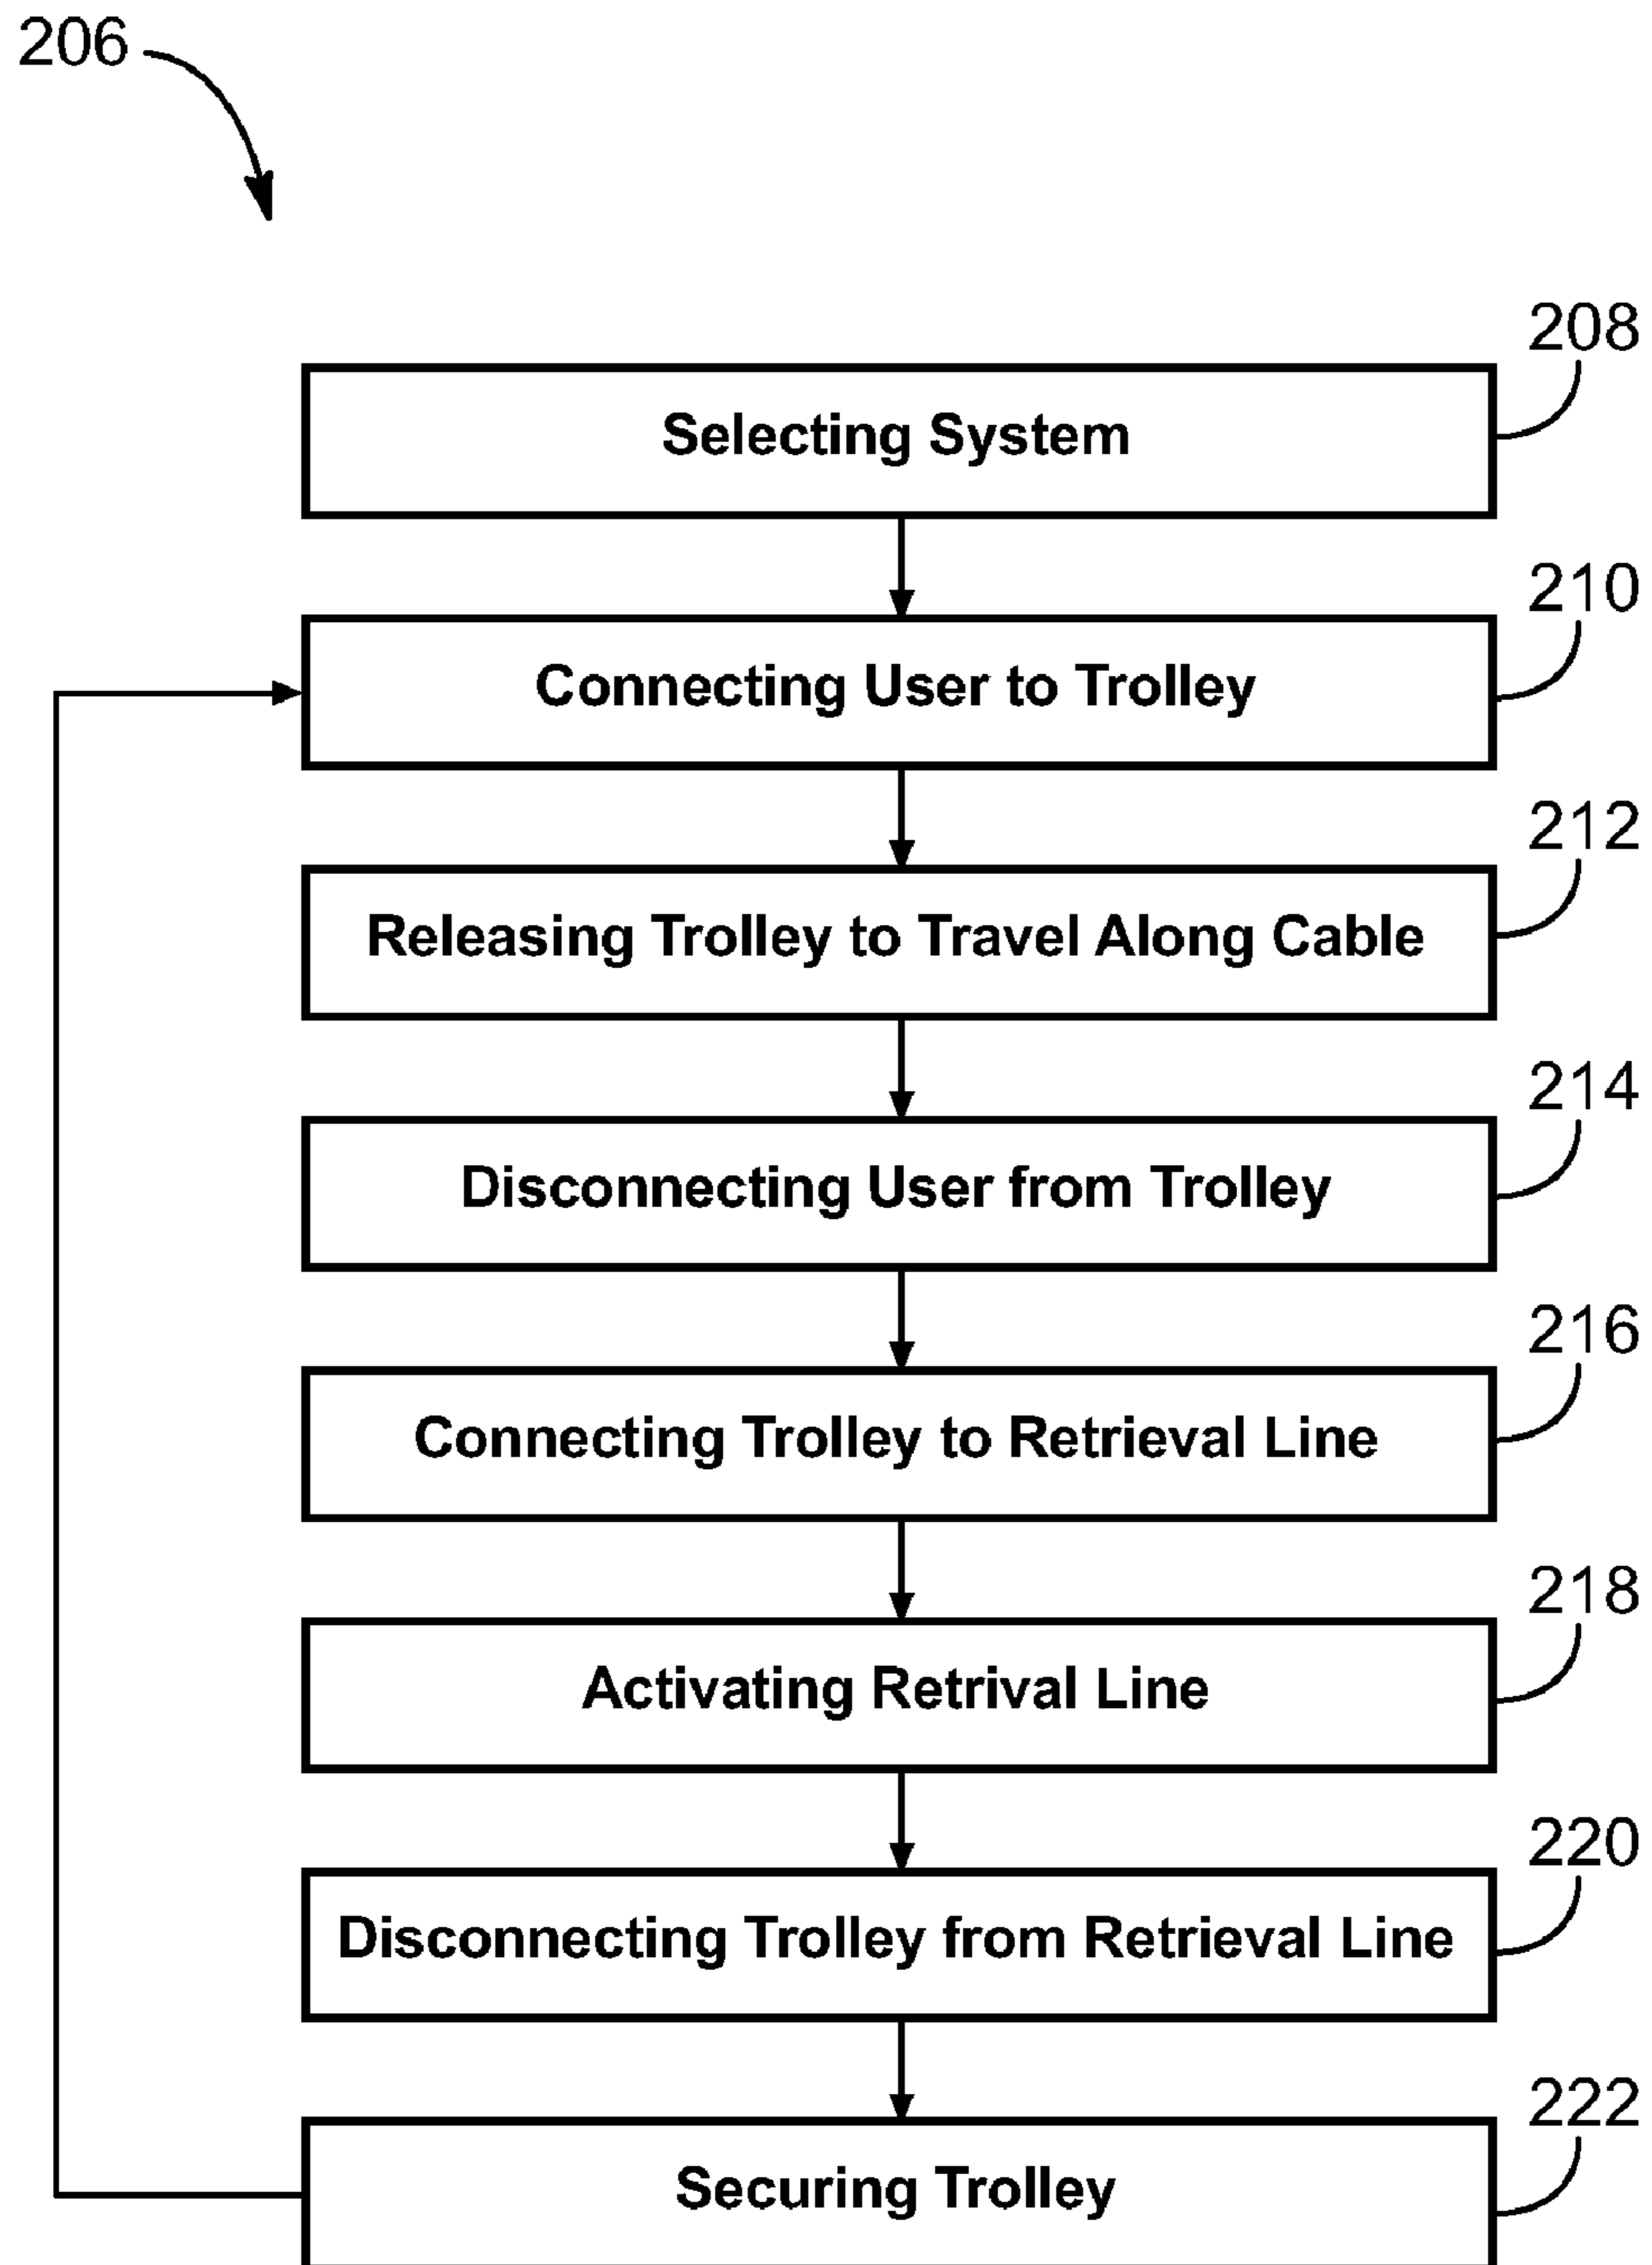 206
208
Selecting System
210
Connecting User to Trolley
212
Releasing Trolley to Travel Along Cable
214
Disconnecting User from Trolley
216
Connecting Trolley to Retrieval Line
218
Activating Retrival Line
220
Disconnecting Trolley from Retrieval Line
222
Securing Trolley